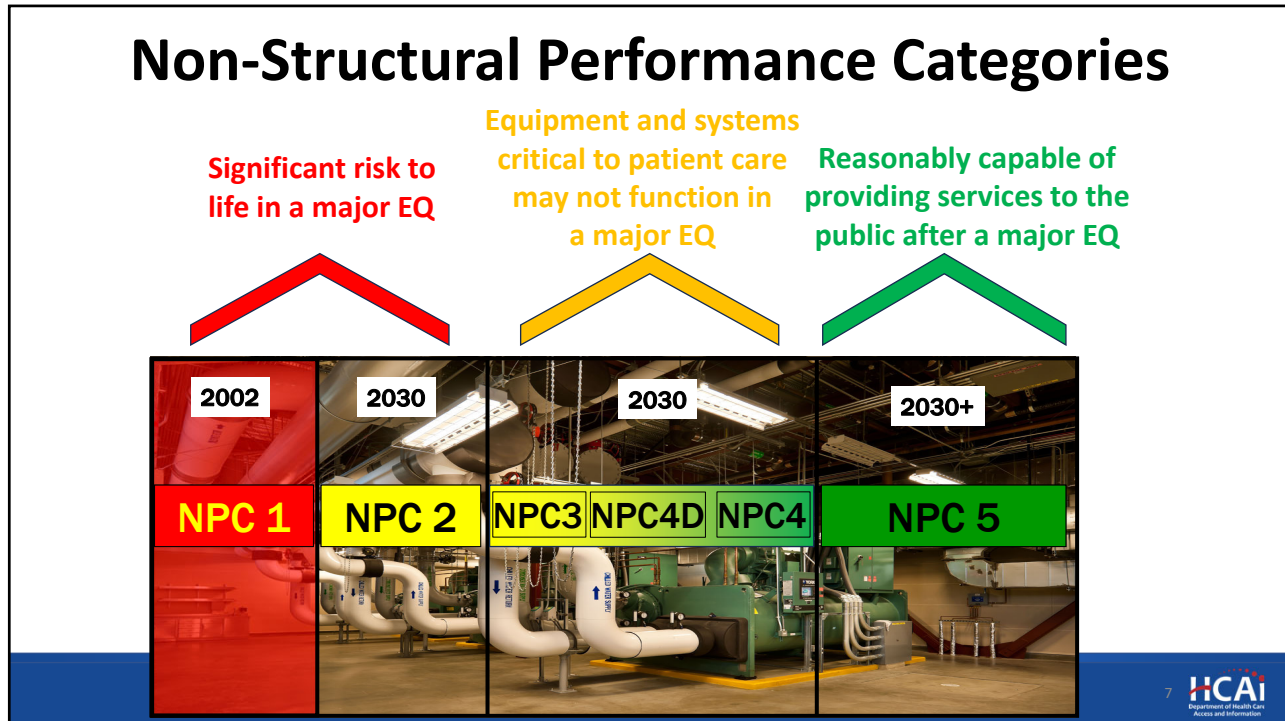 Non-Structural Performance Categories
Significant risk to
life in a major EQ
Equipment and systems
critical to patient care
may not function in
a major EQ
Reasonably capable of
providing services to the
public after a major EQ
2002
2030
2030
2030+
NPC 1
NPC 2
NPC3
NPC4D
NPC4
NPC 5
CHILLED WATER SUPPLY
7
HCAi
Department of Health Care
Access and Information